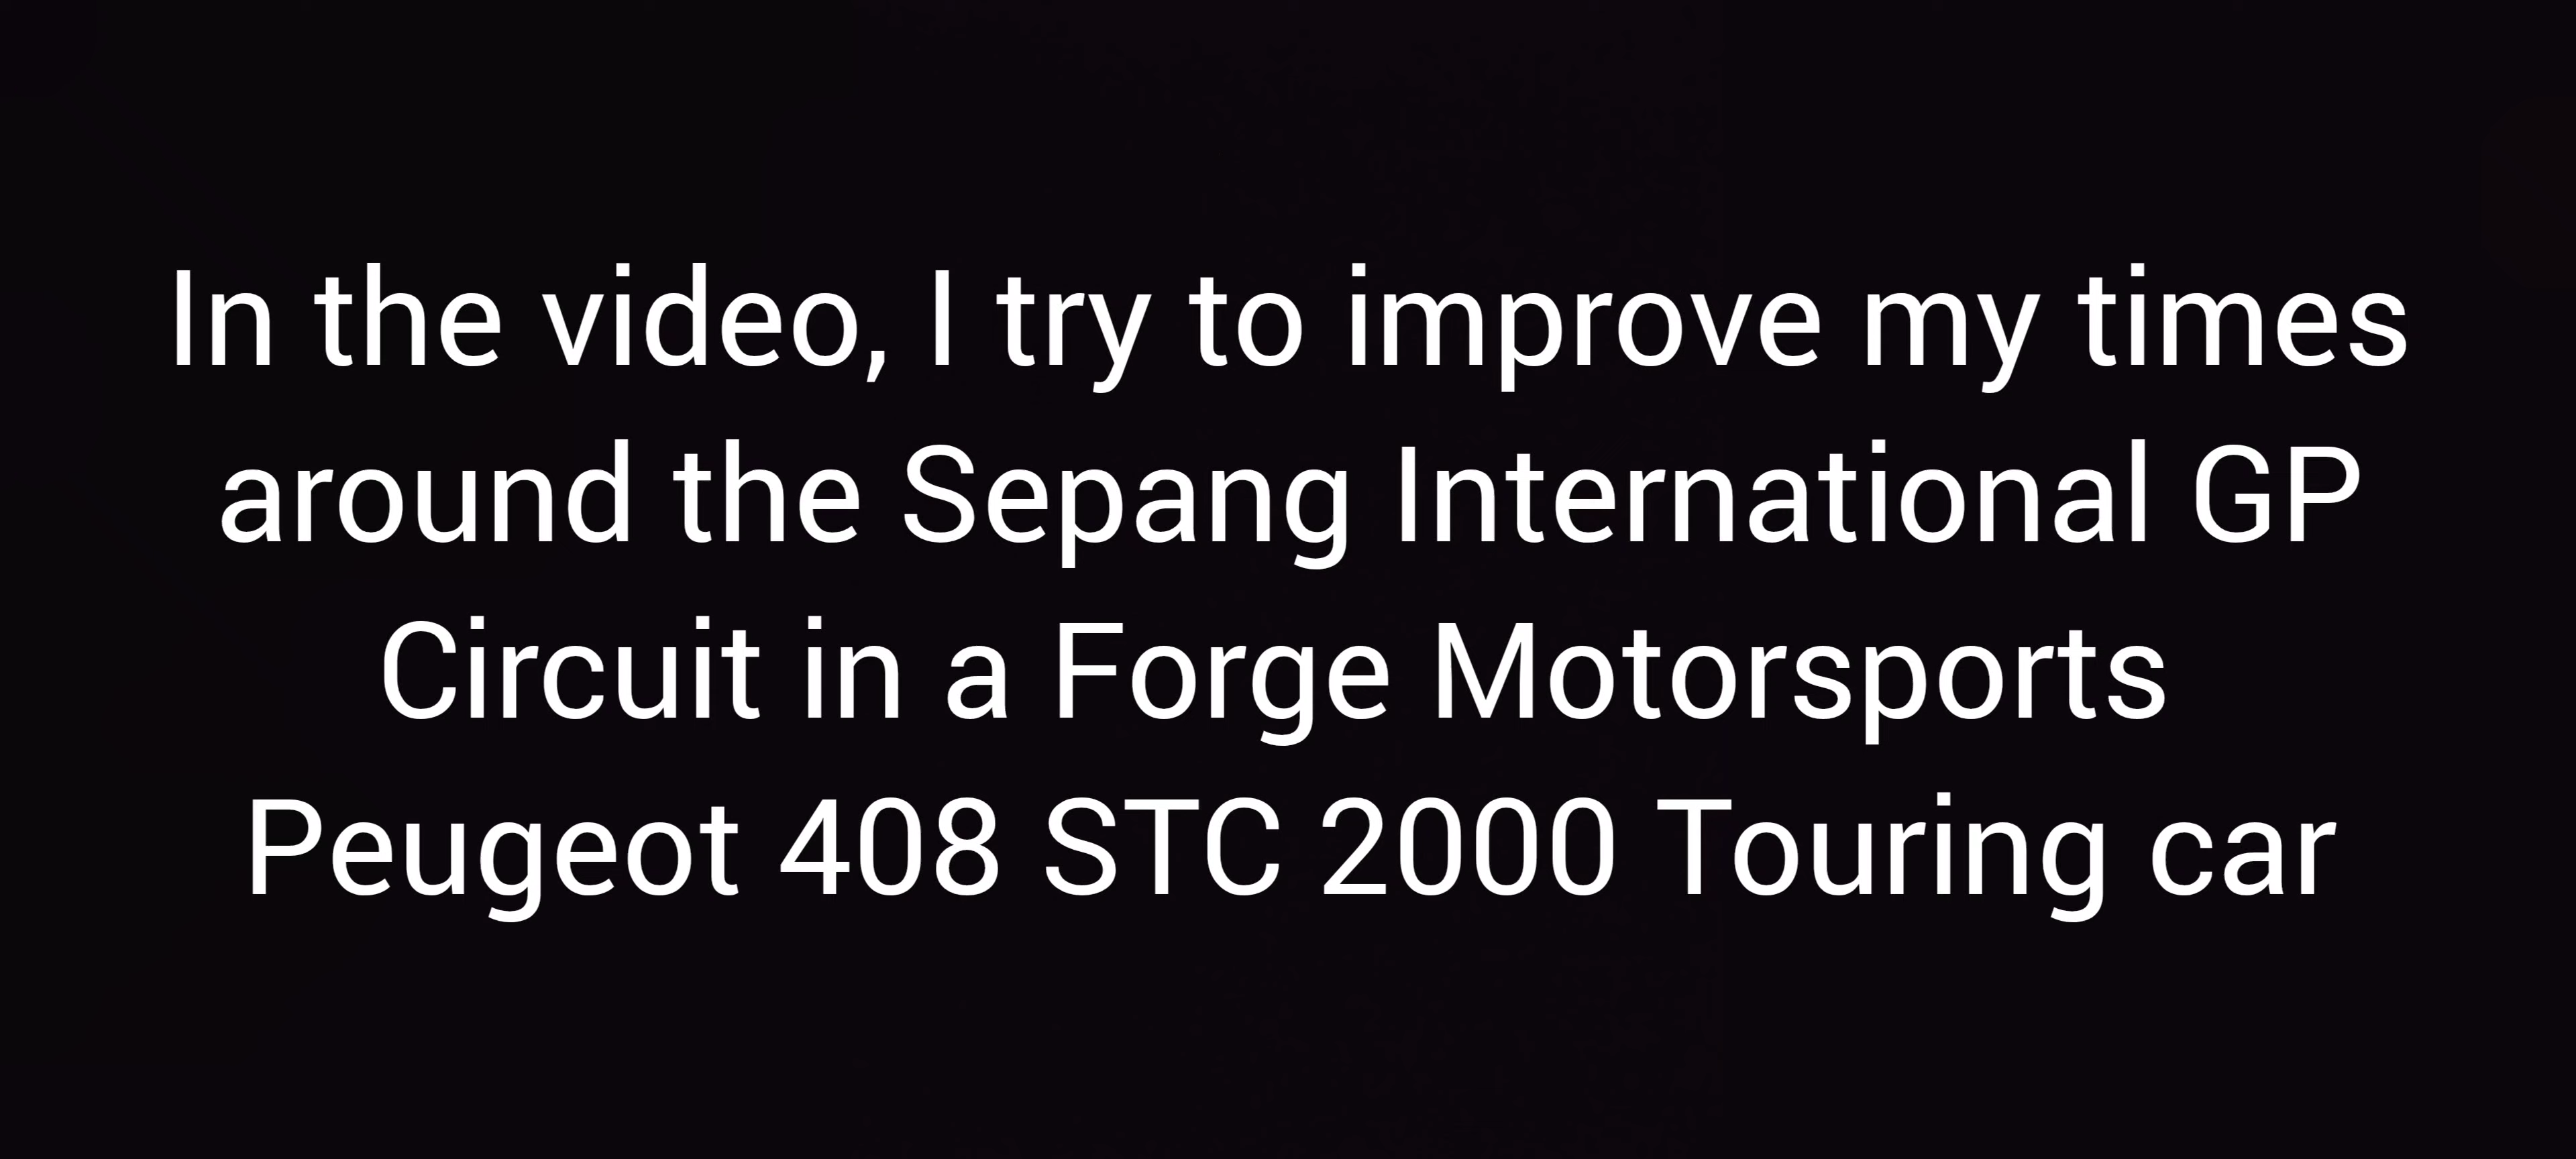 In the video, I try to improve my times
around the Sepang International GP
Circuit in a Forge Motorsports
Peugeot 408 STC 2000 Touring car